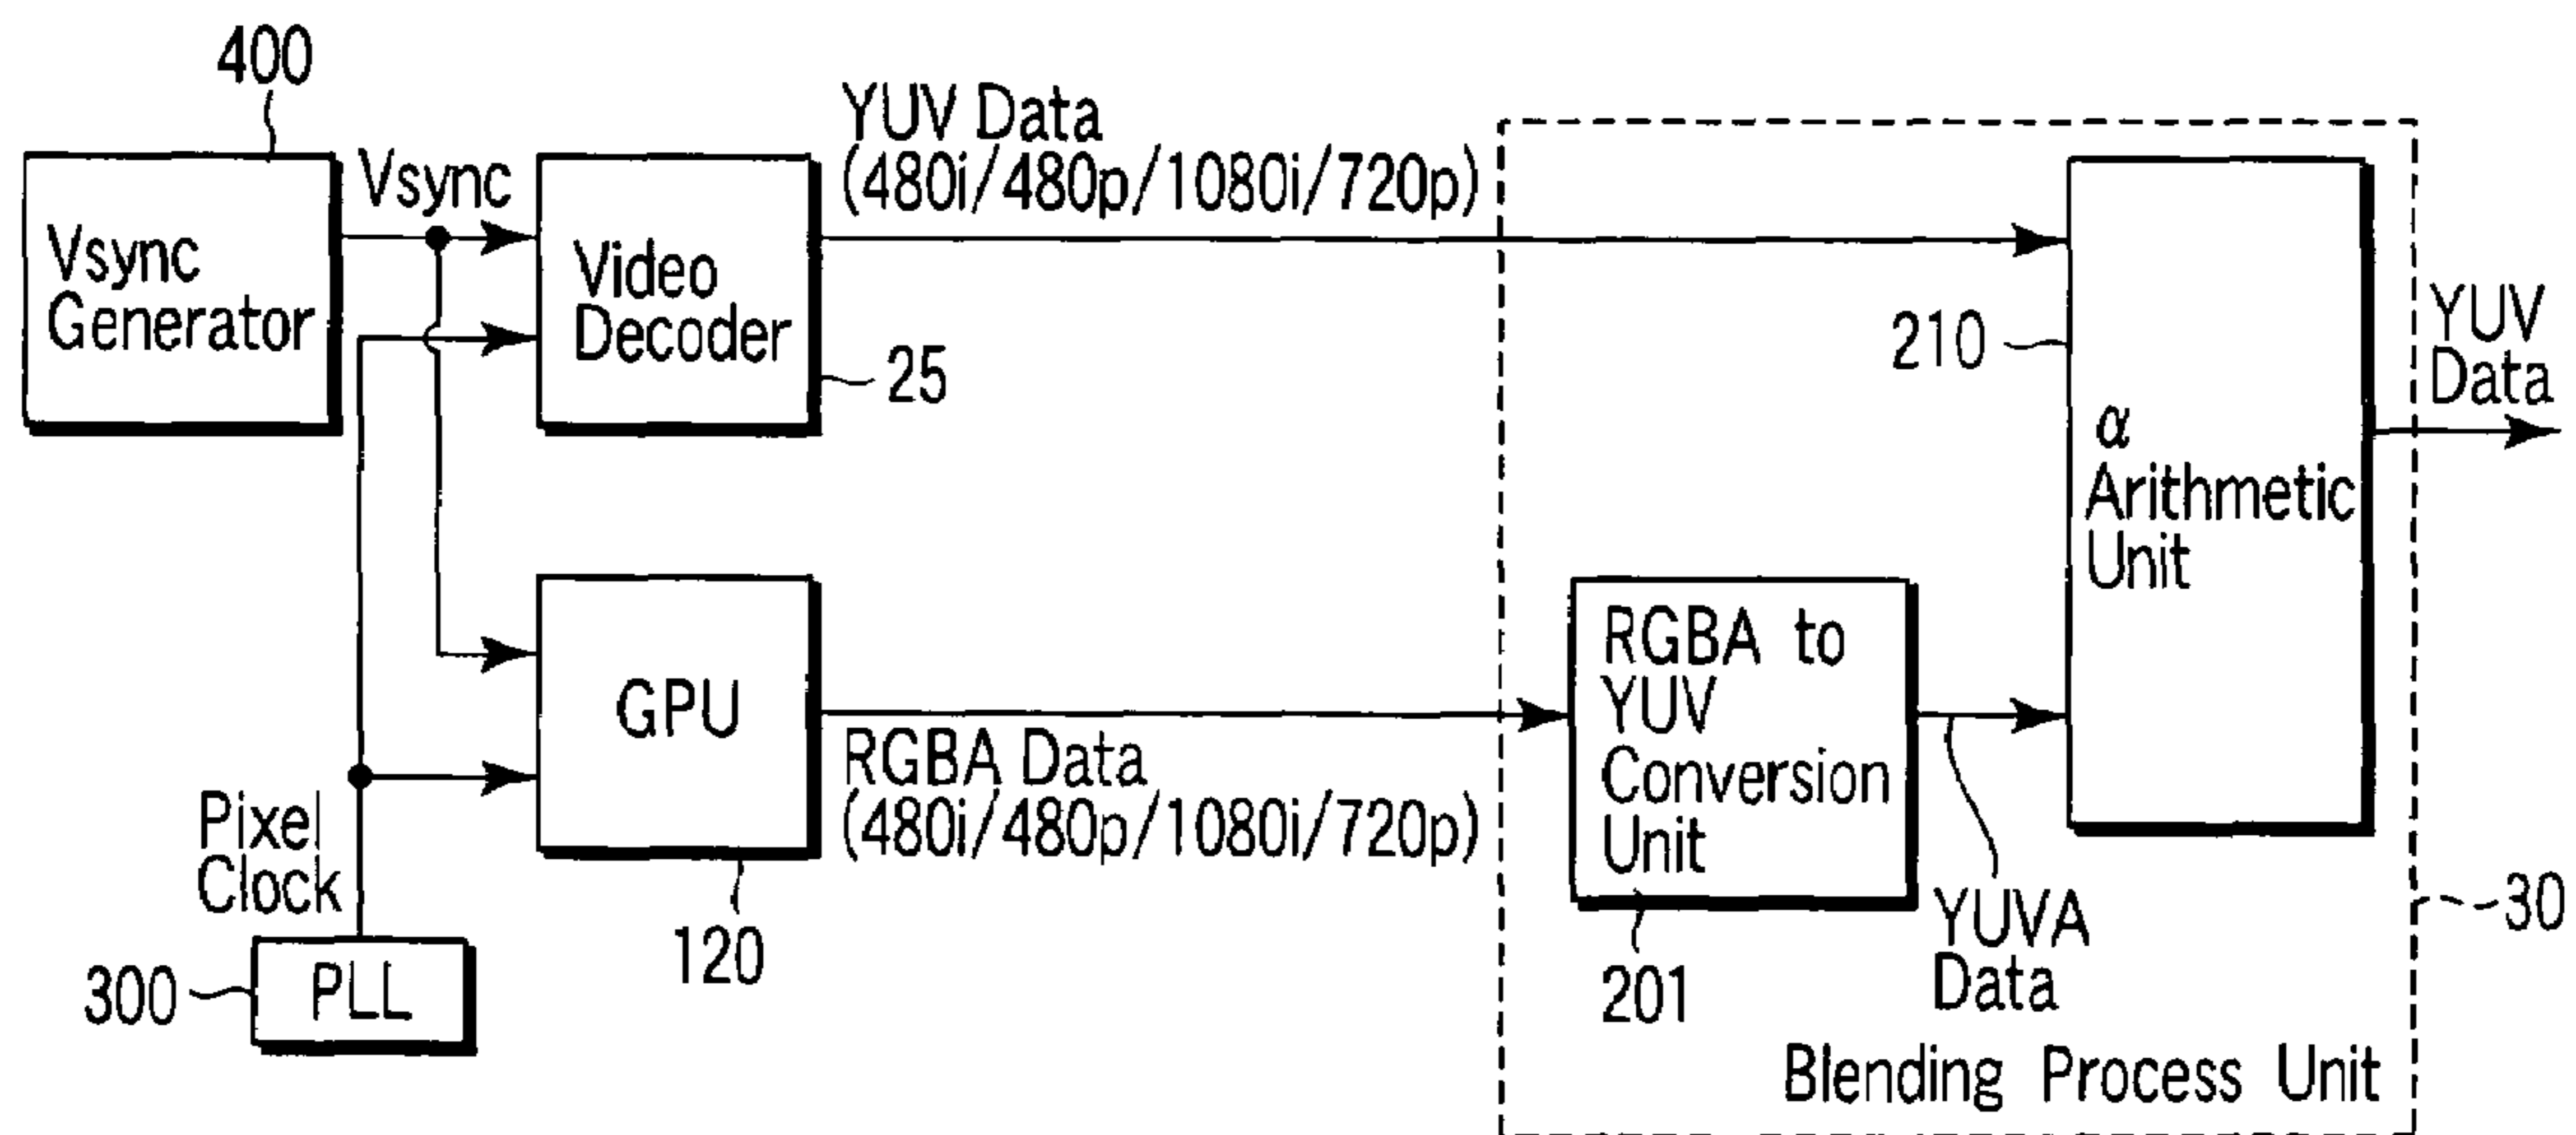 400
Vsync
Generator
Vsync
Video
Decoder
25
YUV Data
(480i/480p/1080i/720p)
GPU
120
RGBA Data
(480i/480p/1080i/720p)
Pixel
Clock
PLL
300
210
α
Arithmetic
Unit
YUV
Data
RGBA to
YUV
Conversion
Unit
201
YUVA
Data
30
Blending Process Unit